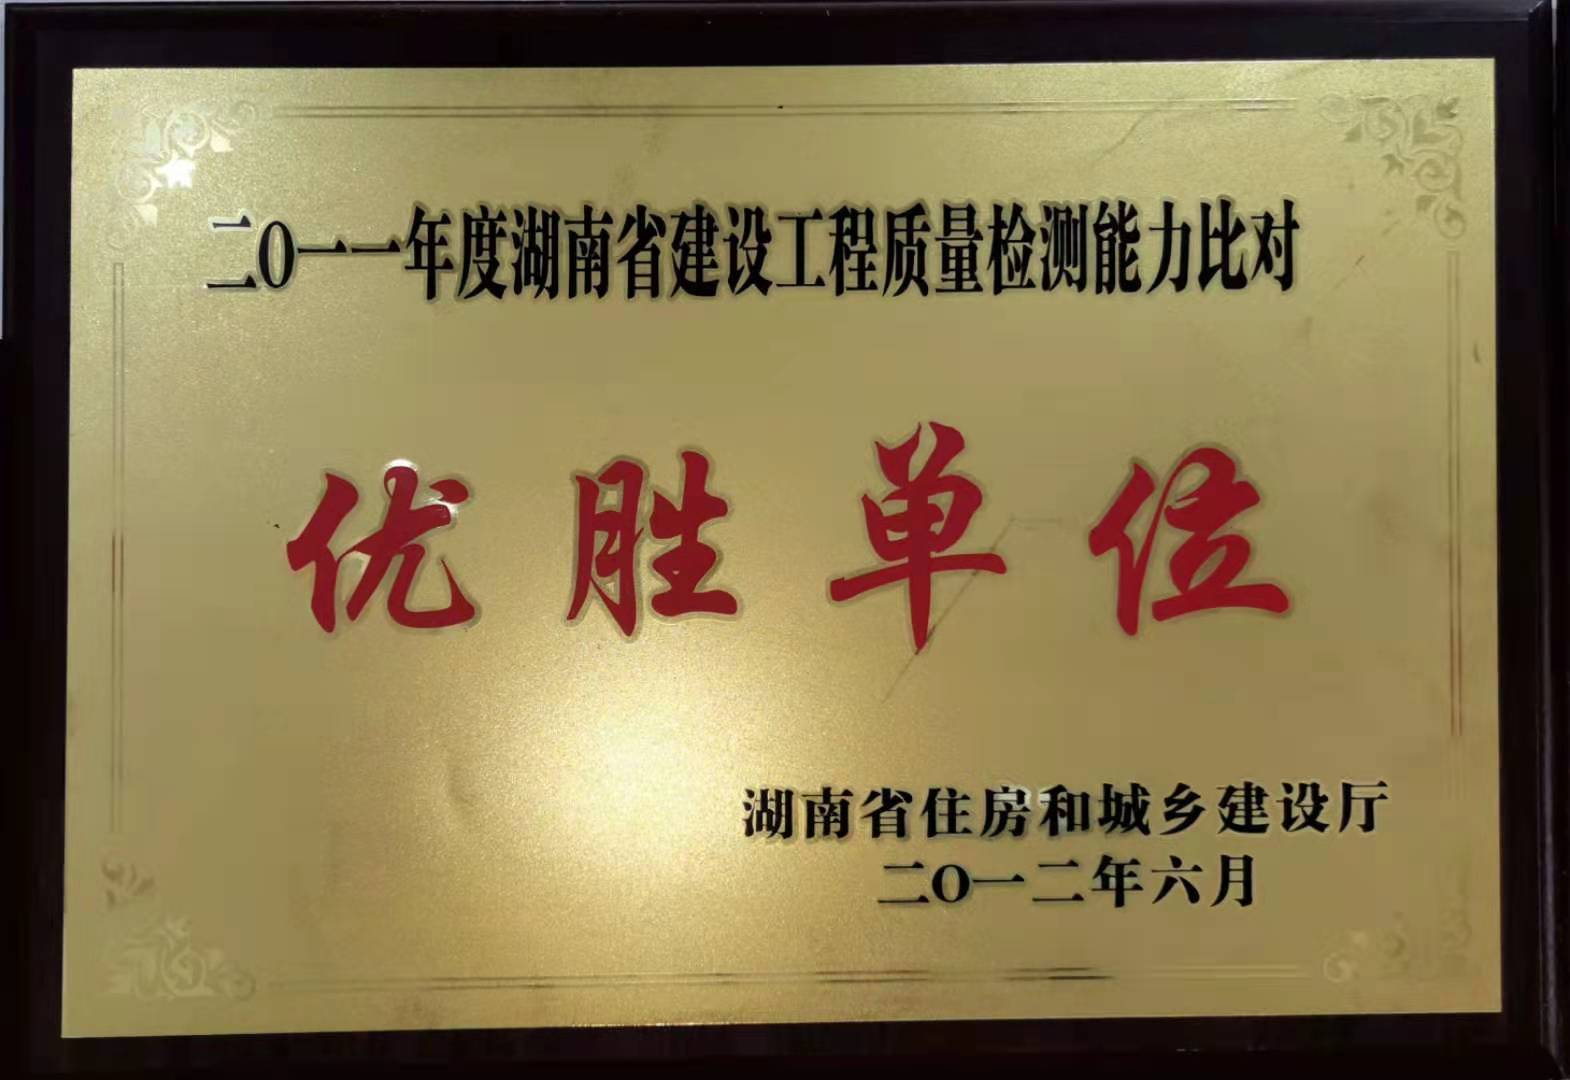 二〇一一年度湖南省建设工程质量检测能力比对
优胜单位
湖南省住房和城乡建设厅
二〇一二年六月